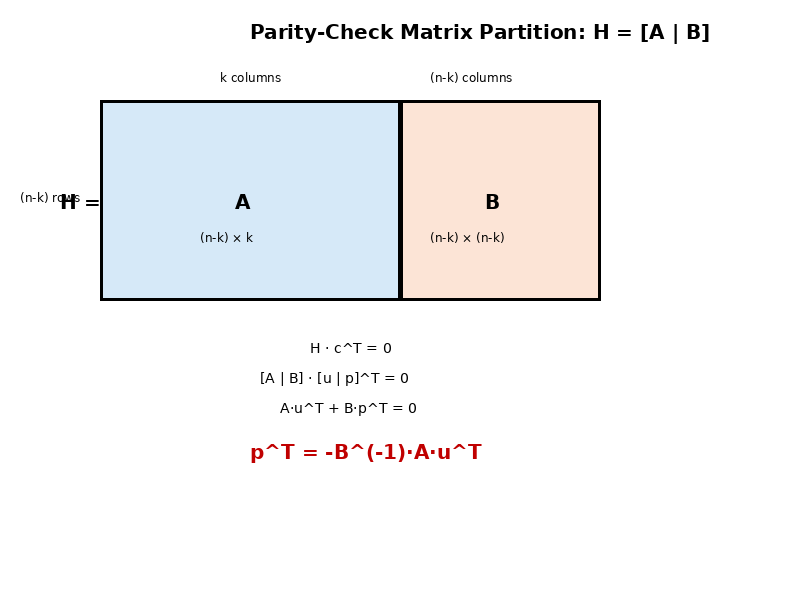 Parity-Check Matrix Partition: H = [A | B]
k columns
(n-k) columns
(n-k) rows
H =
A
B
(n-k) × k
(n-k) × (n-k)
H · c^T = 0
[A | B] · [u | p]^T = 0
A·u^T + B·p^T = 0
p^T = -B^(-1)·A·u^T